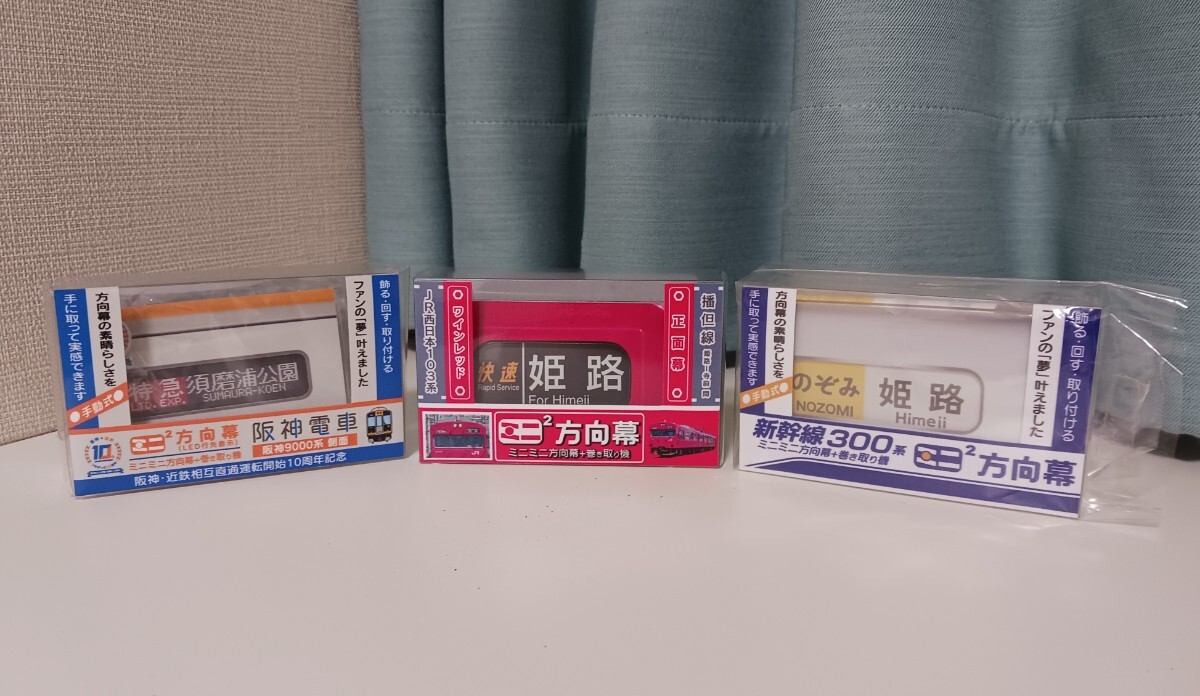 手に取って実感できます
方向幕の素晴らしさを
ファンの「夢」叶えました
飾る・回す・取り付ける
特急
須磨浦公園
SUMAURA-KOEN
●手動式●
方向幕
(LED行先表示)
ミニミニ方向幕+巻き取り機
阪神電車
阪神9000系 側面
阪神・近鉄相互直通運転開始10周年記念
JR西日本103系
ワインレッド
快速
Rapid Service
姫路
For Himeji
正面幕
播但線
2方向幕
ミニミニ方向幕+巻き取り機
JR
手に取って実感できます
方向幕の素晴らしさを
ファンの「夢」叶えました
飾る・回す・取り付ける
のぞみ
NOZOMI
姫路
Himeji
●手動式●
新幹線300系
ミニミニ方向幕+巻き取り機
2方向幕